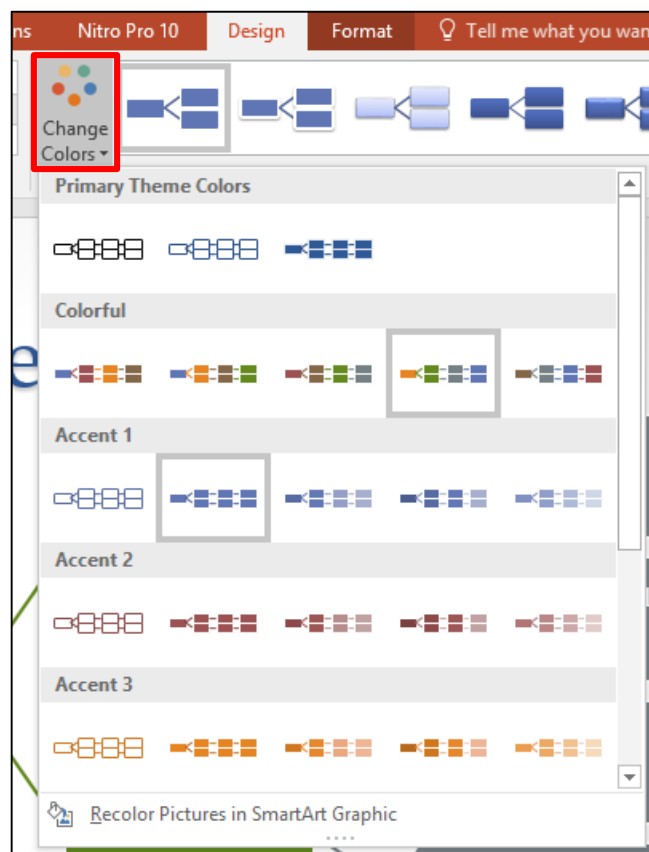 ns Nitro Pro 10 Design Format Tell me what you wan
Change
Colors
Primary Theme Colors
Colorful
e
Accent 1
Accent 2
Accent 3
Recolor Pictures in SmartArt Graphic